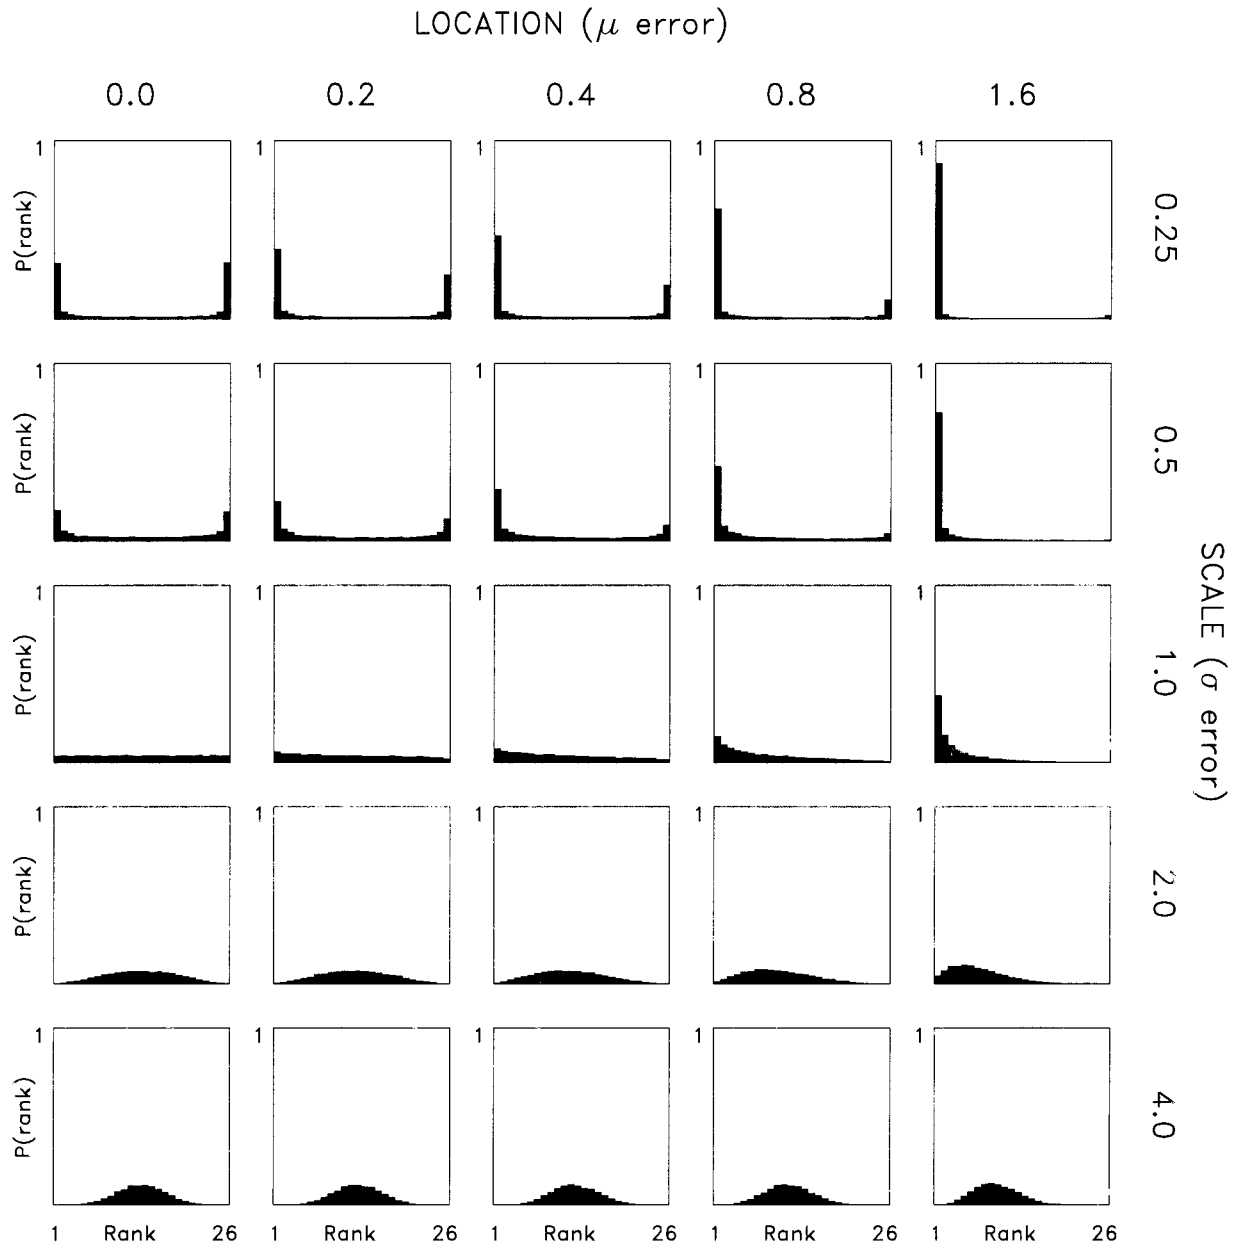 LOCATION (μ error)
0.0 0.2 0.4 0.8 1.6
1 1 1 1 1
P(rank)
0.25
1 1 1 1 1
P(rank)
0.5
1 1 1 1 1
P(rank)
1.0
SCALE (σ error)
1 1 1 1 1
P(rank)
2.0
1 1 1 1 1
P(rank)
4.0
1 Rank 26 1 Rank 26 1 Rank 26 1 Rank 26 1 Rank 26